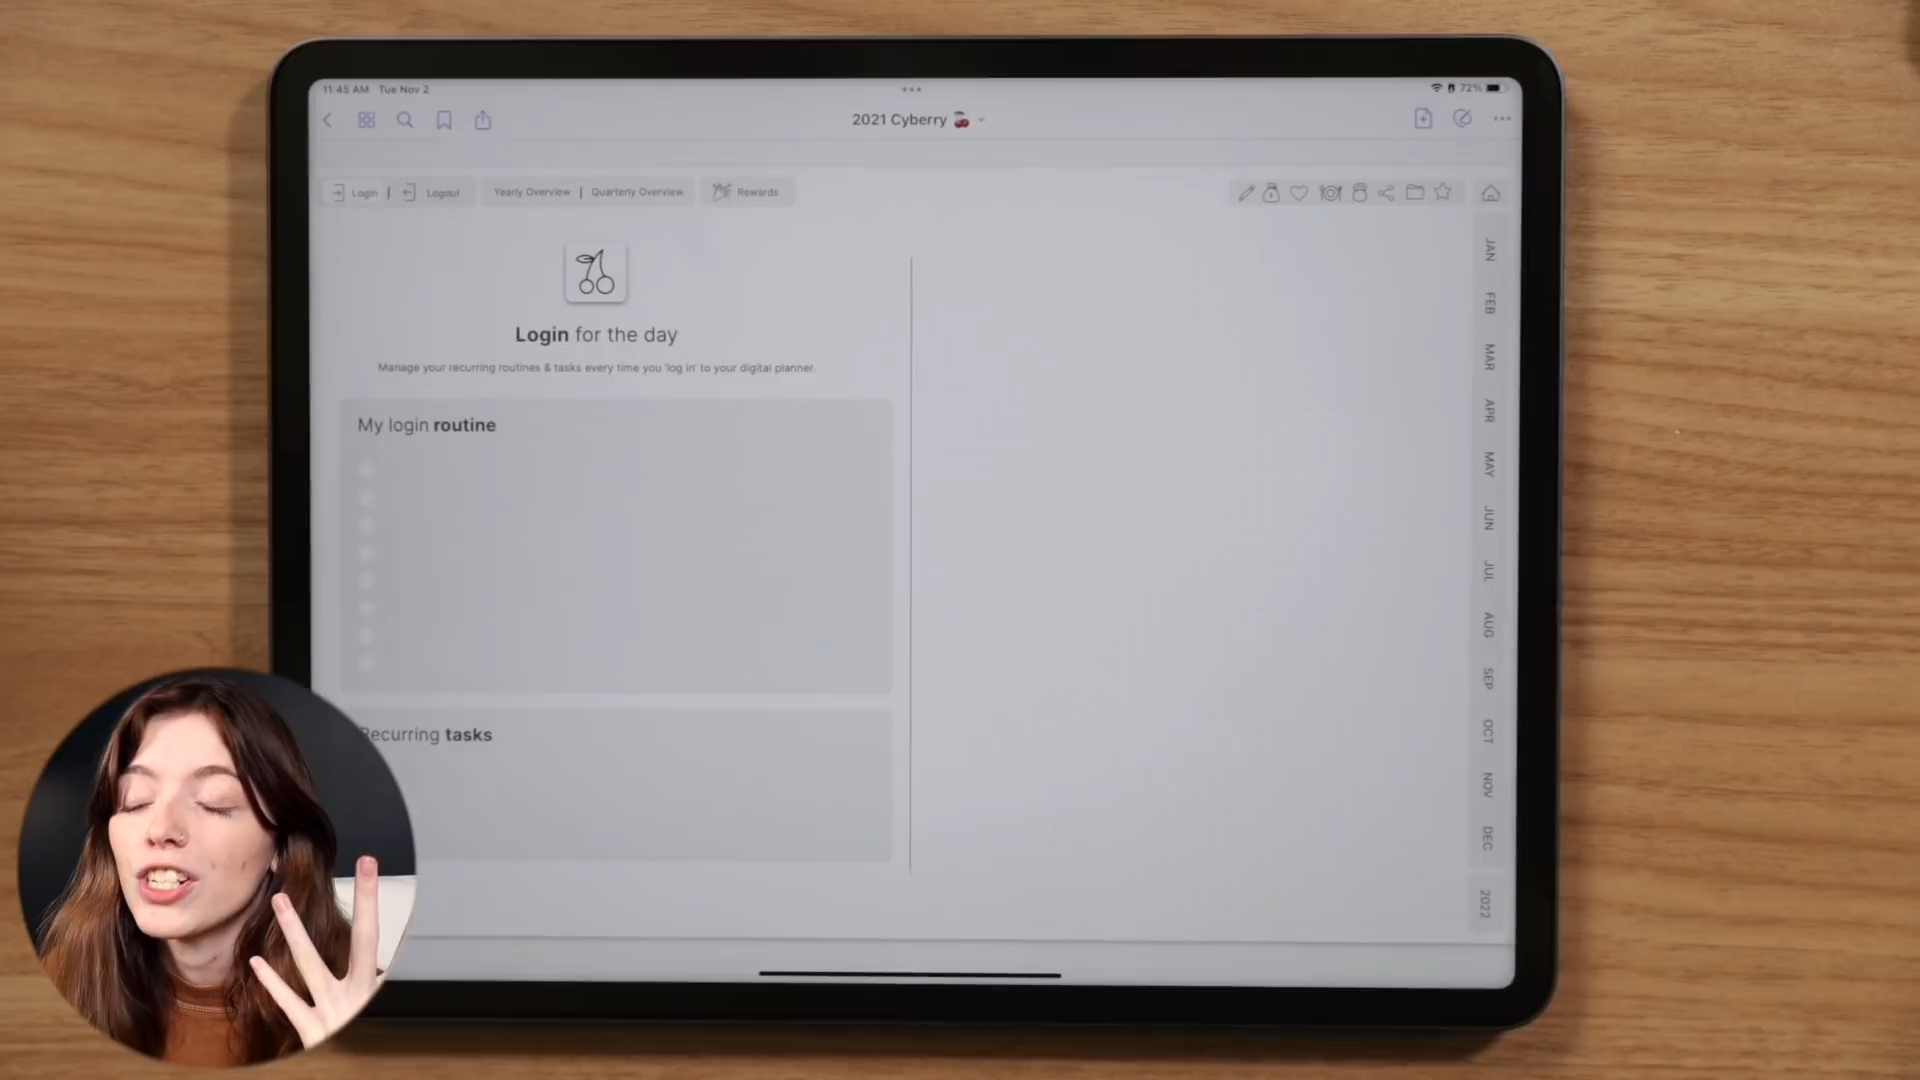 11:45 AM Tue Nov 2
72%
2021 Cyberry
Login | Logout
Yearly Overview | Quarterly Overview
Rewards
Login for the day
Manage your recurring routines & tasks every time you 'log in' to your digital planner.
My login routine
Recurring tasks
JAN
FEB
MAR
APR
MAY
JUN
JUL
AUG
SEP
OCT
NOV
DEC
2022